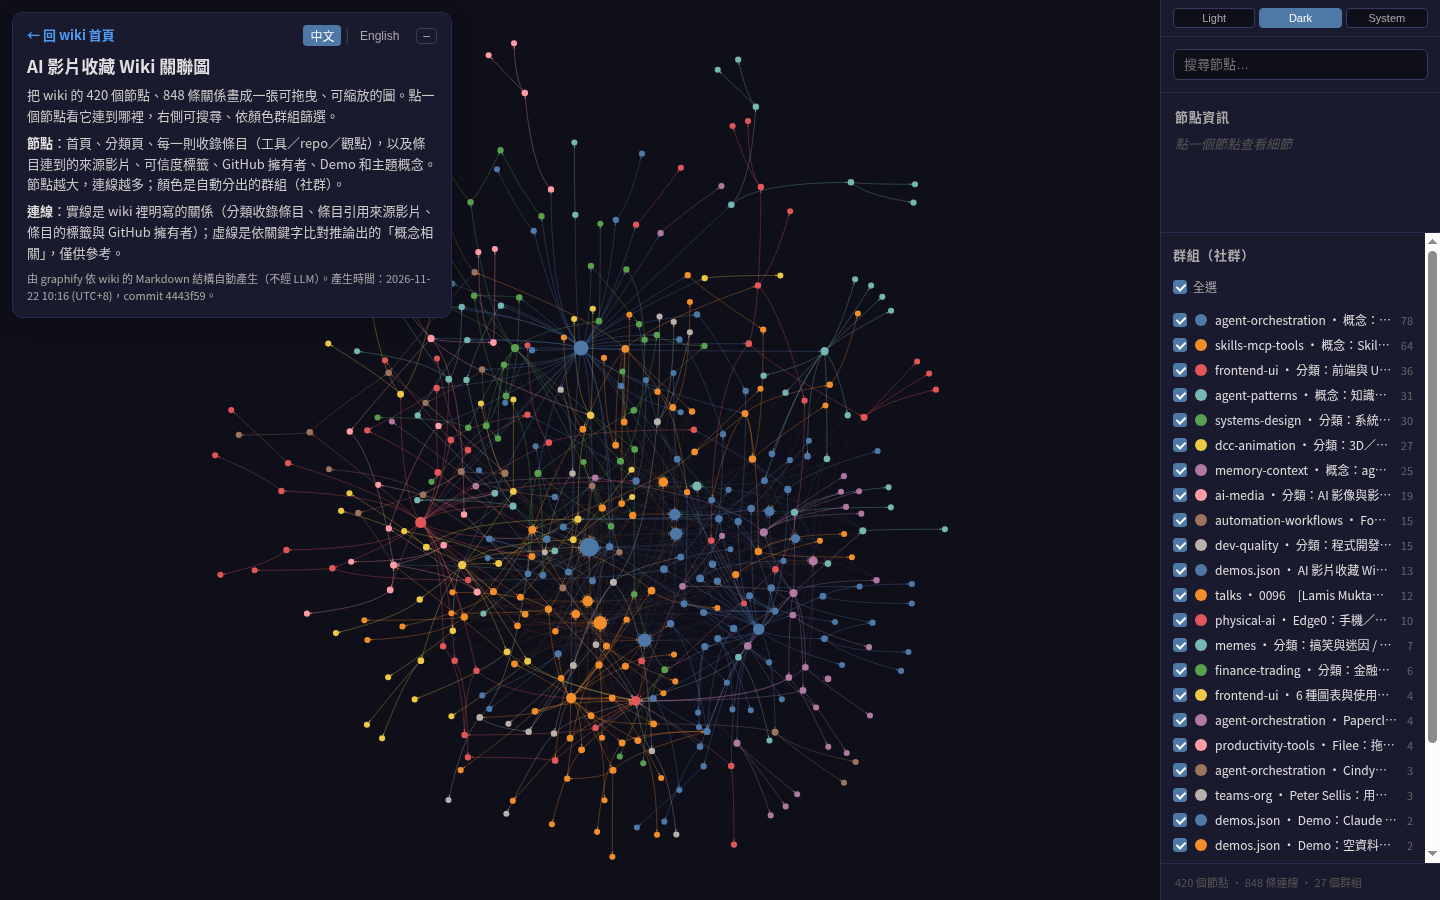 ← 回 wiki 首頁
中文 | English
–
AI 影片收藏 Wiki 關聯圖
把 wiki 的 420 個節點、848 條關係畫成一張可拖曳、可縮放的圖。點一
個節點看它連到哪裡，右側可搜尋、依顏色群組篩選。
節點：首頁、分類頁、每一則收錄條目（工具／repo／觀點），以及條
目連到的來源影片、可信度標籤、GitHub 擁有者、Demo 和主題概念。
節點越大，連線越多；顏色是自動分出的群組（社群）。
連線：實線是 wiki 裡明寫的關係（分類收錄條目、條目引用來源影片、
條目的標籤與 GitHub 擁有者）；虛線是依關鍵字比對推論出的「概念相
關」，僅供參考。
由 graphify 依 wiki 的 Markdown 結構自動產生（不經 LLM）。產生時間：2026-11-
22 10:16 (UTC+8)，commit 4443f59。
Light
Dark
System
搜尋節點…
節點資訊
點一個節點查看細節
群組（社群）
全選
agent-orchestration · 概念：… 78
skills-mcp-tools · 概念：Skil… 64
frontend-ui · 分類：前端與 U… 36
agent-patterns · 概念：知識… 31
systems-design · 分類：系統… 30
dcc-animation · 分類：3D／… 27
memory-context · 概念：ag… 25
ai-media · 分類：AI 影像與影… 19
automation-workflows · Fo… 15
dev-quality · 分類：程式開發… 15
demos.json · AI 影片收藏 Wi… 13
talks · 0096 [Lamis Mukta… 12
physical-ai · Edge0：手機／… 10
memes · 分類：搞笑與迷因 / … 7
finance-trading · 分類：金融… 6
frontend-ui · 6 種圖表與使用… 4
agent-orchestration · Papercl… 4
productivity-tools · Filee：拖… 4
agent-orchestration · Cindy… 3
teams-org · Peter Sellis：用… 3
demos.json · Demo：Claude … 2
demos.json · Demo：空資料… 2
420 個節點 · 848 條連線 · 27 個群組